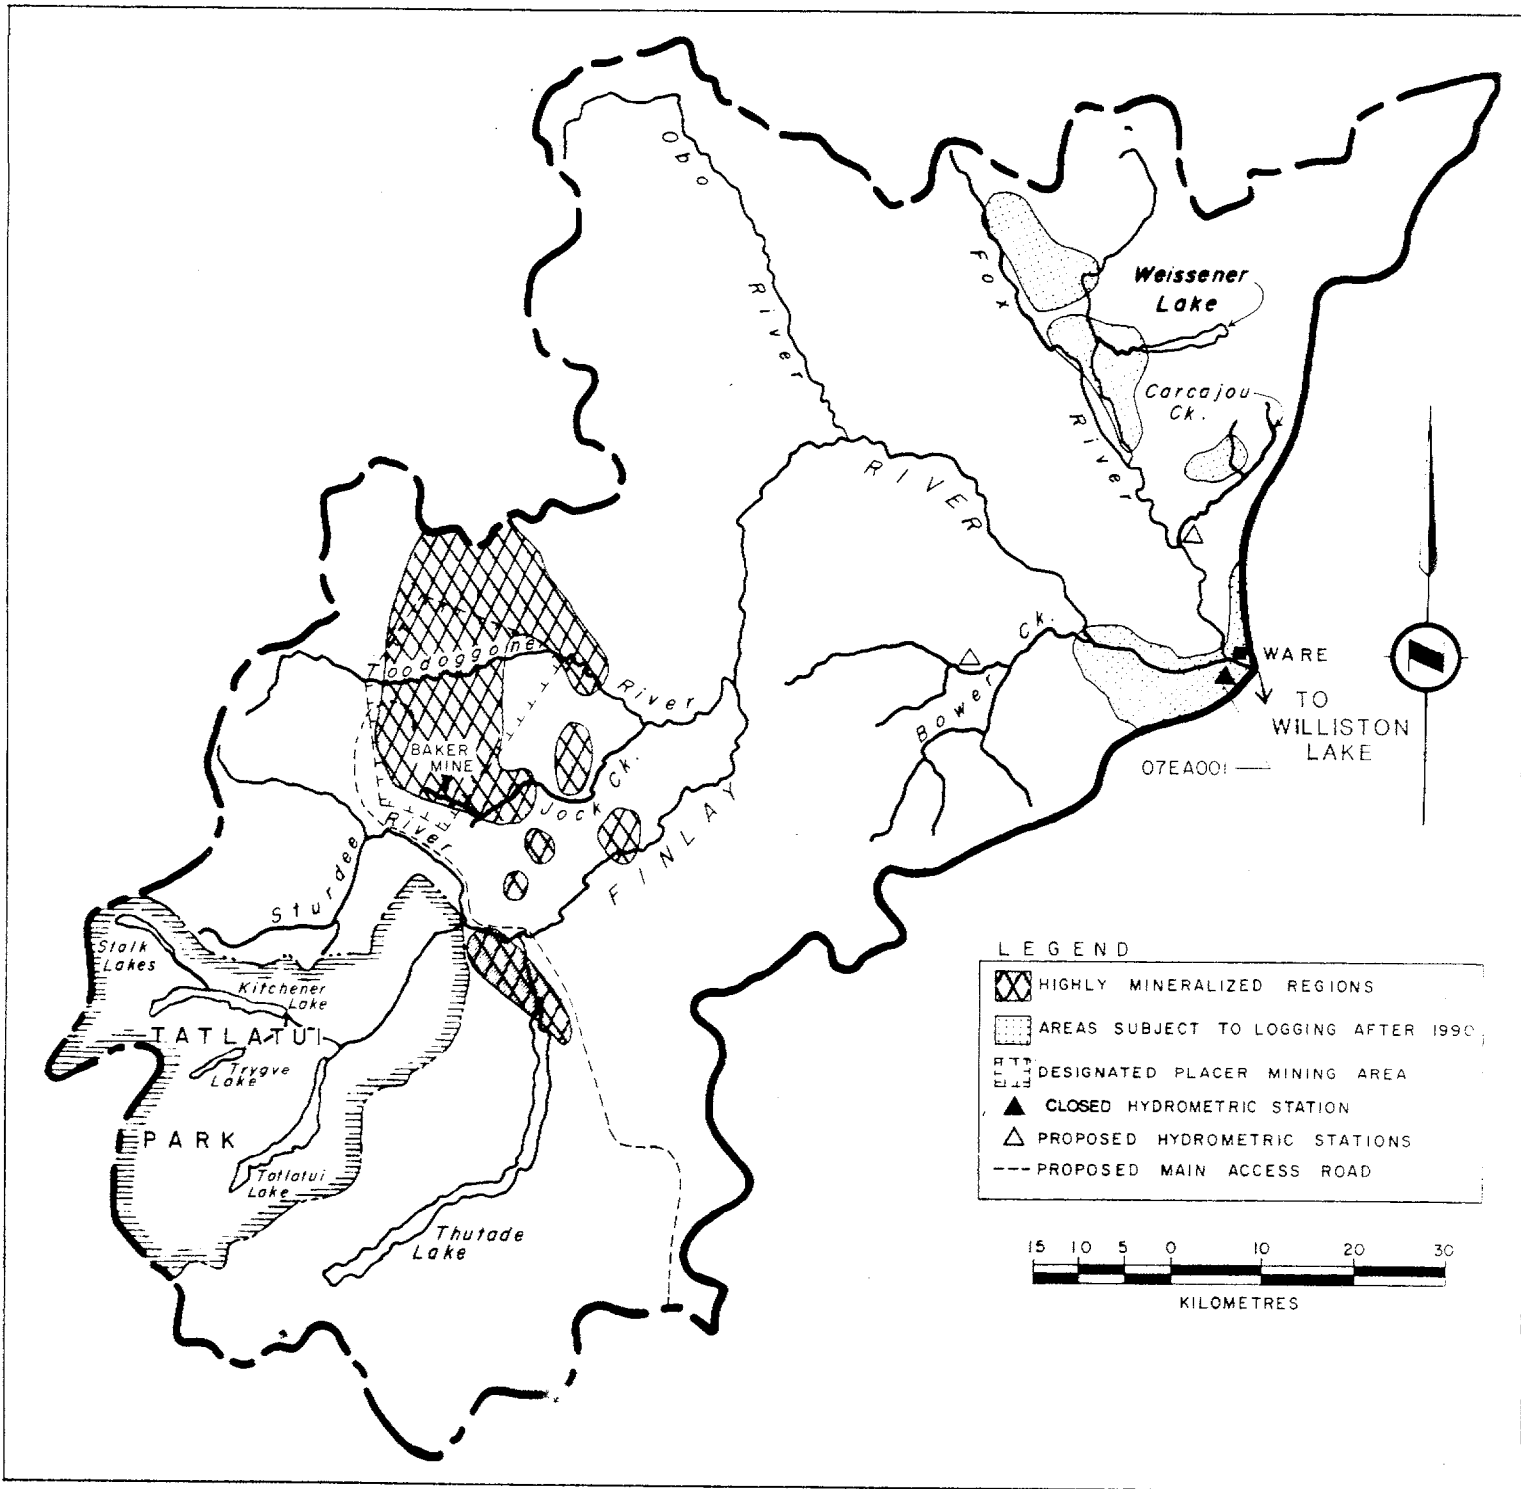 Obo
River
Fox
River
Weissener
Lake
Carcajou
Ck.
RIVER
Toodoggone
River
Ck.
Bower
WARE
TO
WILLISTON
LAKE
07EA001
BAKER
MINE
Jock Ck.
River
Sturdee
FINLAY
Stalk
Lakes
Kitchener
Lake
TATLATUI
Trygve
Lake
PARK
Tatlatui
Lake
Thutade
Lake
LEGEND
HIGHLY MINERALIZED REGIONS
AREAS SUBJECT TO LOGGING AFTER 1990
DESIGNATED PLACER MINING AREA
CLOSED HYDROMETRIC STATION
PROPOSED HYDROMETRIC STATIONS
PROPOSED MAIN ACCESS ROAD
15 10 5 0 10 20 30
KILOMETRES